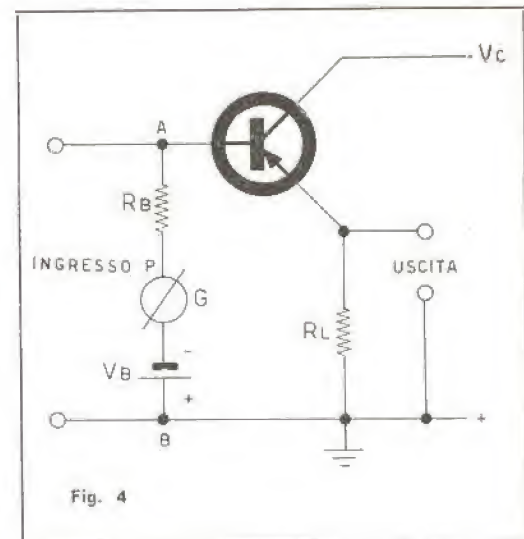 - Vc
A
RB
INGRESSO P
G
USCITA
RL
VB
-
+
B
+
Fig. 4